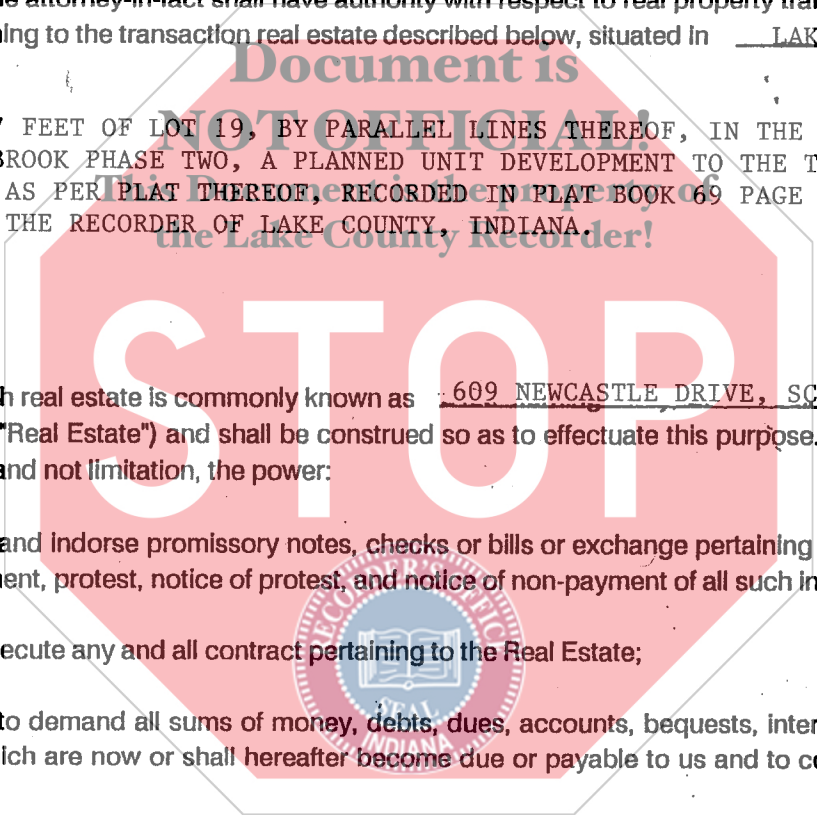 attorney-in-fact shall have authority with respect to real property
ing to the transaction real estate described below, situated in LAK
Document is
NOT OFFICIAL!
FEET OF LOT 19, BY PARALLEL LINES THEREOF, IN THE
BROOK PHASE TWO, A PLANNED UNIT DEVELOPMENT TO THE T
AS PER PLAT THEREOF, RECORDED IN PLAT BOOK 69 PAGE
This Document is the property of
THE RECORDER OF LAKE COUNTY, INDIANA.
the Lake County Recorder!
STOP
h real estate is commonly known as 609 NEWCASTLE DRIVE, SC
"Real Estate") and shall be construed so as to effectuate this purpose.
and not limitation, the power:
and indorse promissory notes, checks or bills or exchange pertaining
ent, protest, notice of protest, and notice of non-payment of all such in
RECORDER'S OFFICE
ecute any and all contract pertaining to the Real Estate;
SEAL
to demand all sums of money, debts, dues, accounts, bequests, inter
INDIANA
ich are now or shall hereafter become due or payable to us and to co